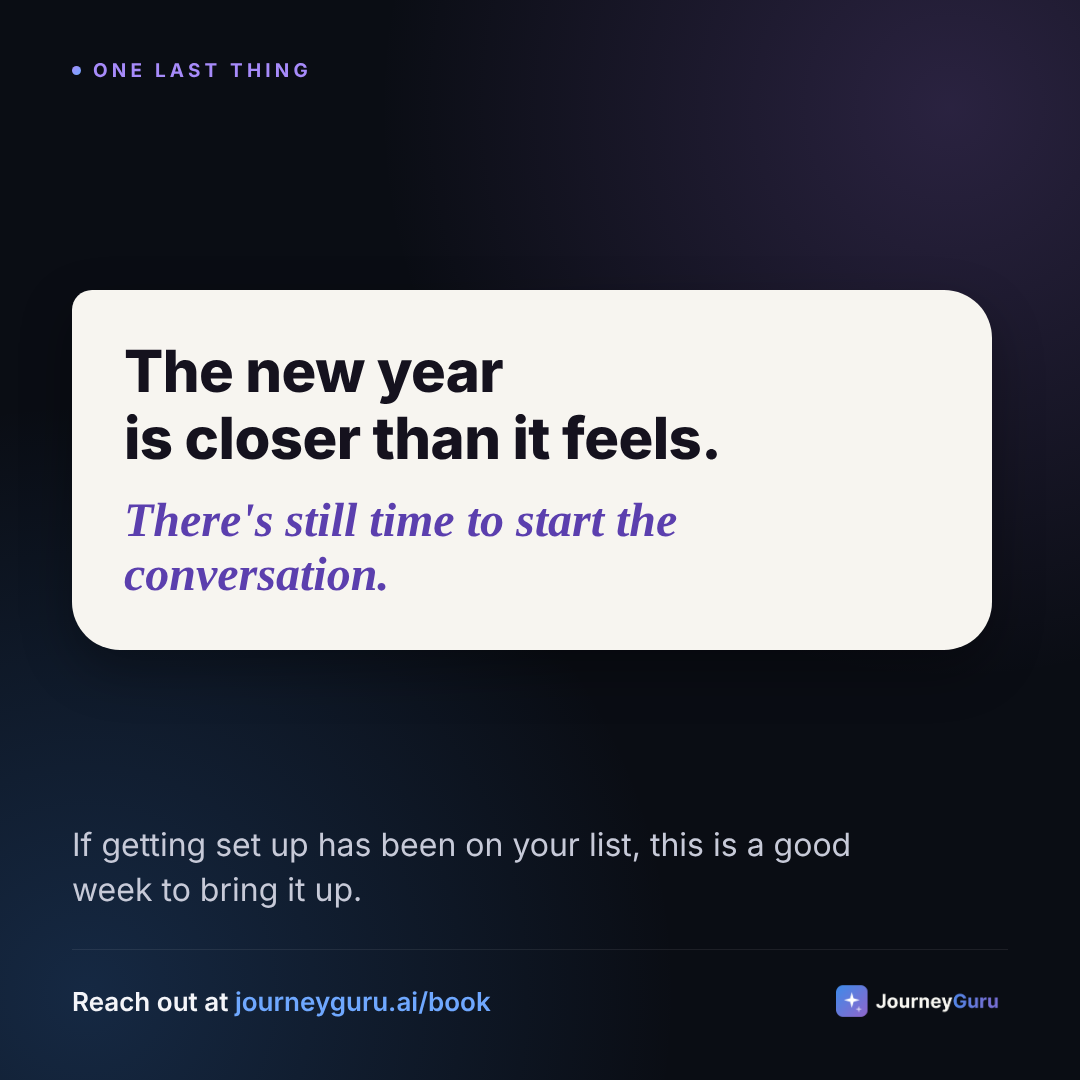 ONE LAST THING
The new year
is closer than it feels.
There's still time to start the
conversation.
If getting set up has been on your list, this is a good
week to bring it up.
Reach out at journeyguru.ai/book
JourneyGuru